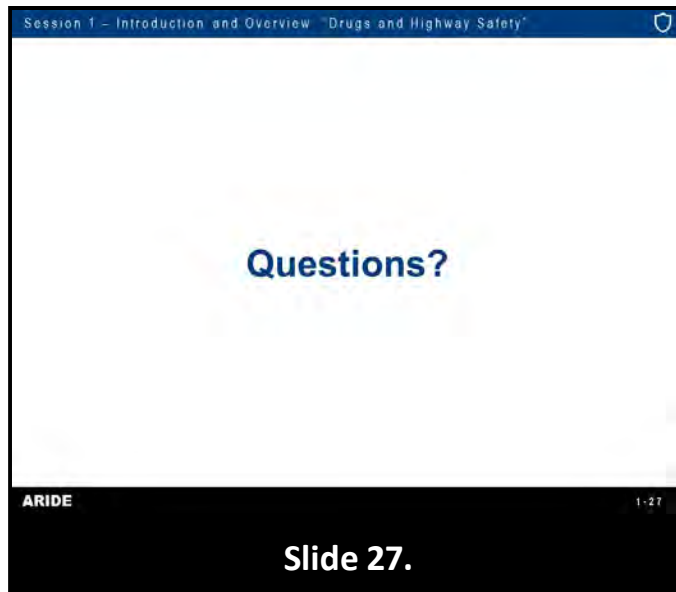 Session 1 – Introduction and Overview "Drugs and Highway Safety"
Questions?
ARIDE
1-27
Slide 27.